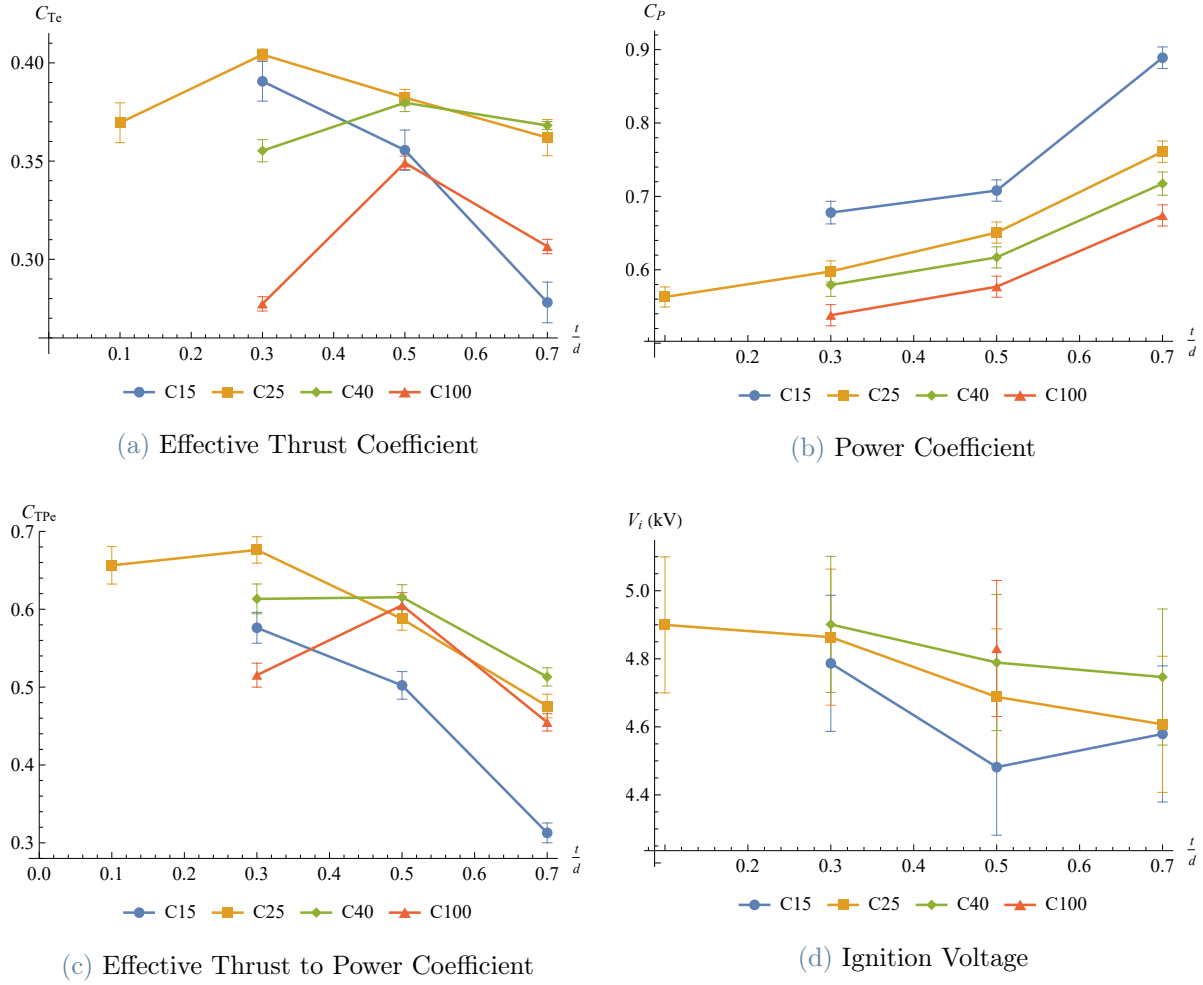 C_Te
0.40
0.35
0.30
0.1 0.2 0.3 0.4 0.5 0.6 0.7
t/d
C15 C25 C40 C100
(a) Effective Thrust Coefficient
C_P
0.9
0.8
0.7
0.6
0.2 0.3 0.4 0.5 0.6 0.7
t/d
C15 C25 C40 C100
(b) Power Coefficient
C_TPe
0.7
0.6
0.5
0.4
0.3
0.0 0.1 0.2 0.3 0.4 0.5 0.6 0.7
t/d
C15 C25 C40 C100
(c) Effective Thrust to Power Coefficient
V_i (kV)
5.0
4.8
4.6
4.4
0.2 0.3 0.4 0.5 0.6 0.7
t/d
C15 C25 C40 C100
(d) Ignition Voltage